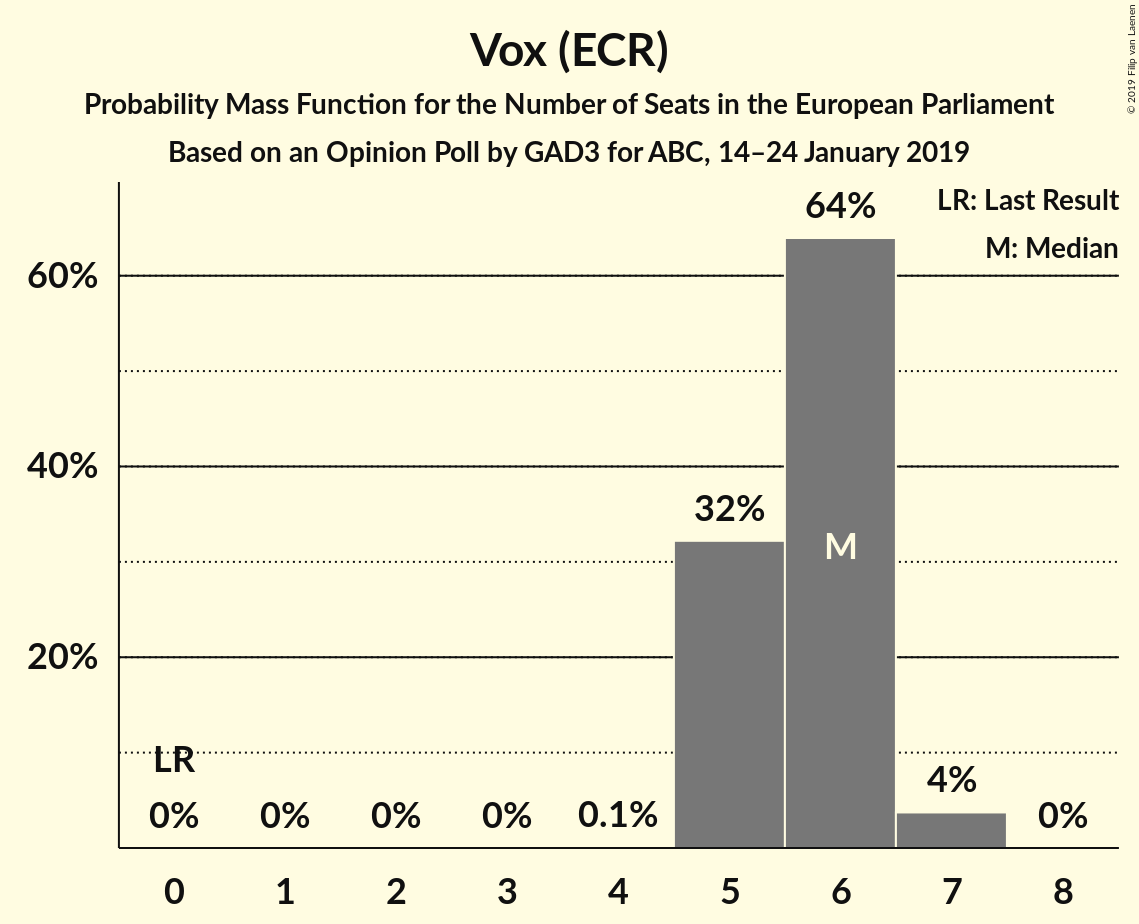 Vox (ECR)
Probability Mass Function for the Number of Seats in the European Parliament
Based on an Opinion Poll by GAD3 for ABC, 14–24 January 2019
© 2019 Filip van Laenen
LR: Last Result
M: Median
64%
60%
40%
32%
M
20%
LR
4%
0% 0% 0% 0% 0.1% 0%
0 1 2 3 4 5 6 7 8